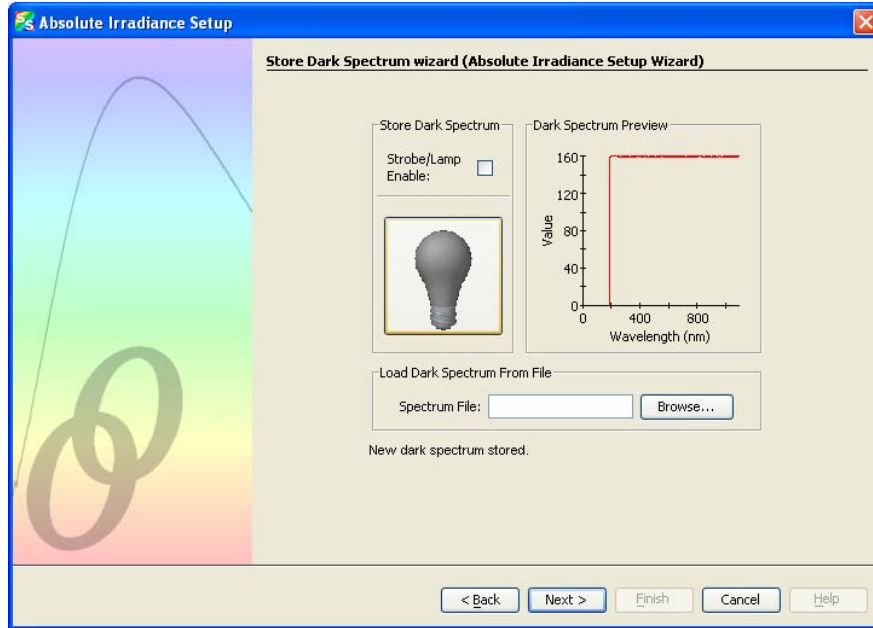 Absolute Irradiance Setup
Store Dark Spectrum wizard (Absolute Irradiance Setup Wizard)
Store Dark Spectrum
Strobe/Lamp
Enable:
Dark Spectrum Preview
160
120
80
40
0
Value
0 400 800
Wavelength (nm)
Load Dark Spectrum From File
Spectrum File:
Browse...
New dark spectrum stored.
< Back
Next >
Finish
Cancel
Help